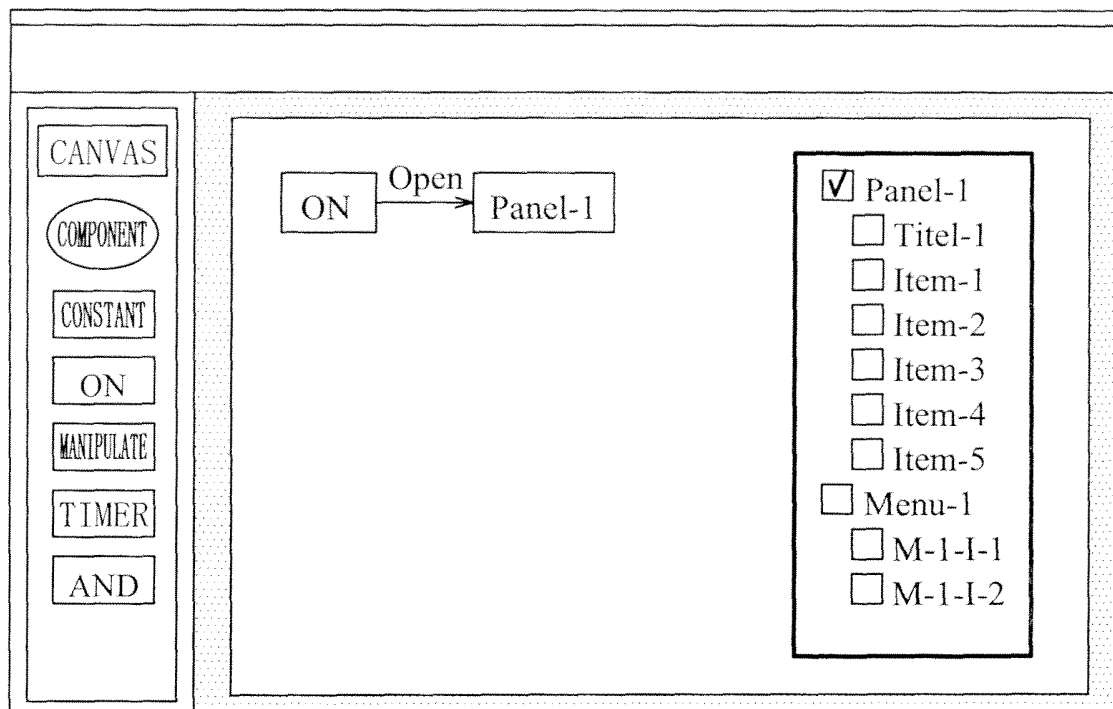 CANVAS
COMPONENT
CONSTANT
ON
MANIPULATE
TIMER
AND
ON
Open
Panel-1
Panel-1
Titel-1
Item-1
Item-2
Item-3
Item-4
Item-5
Menu-1
M-1-I-1
M-1-I-2